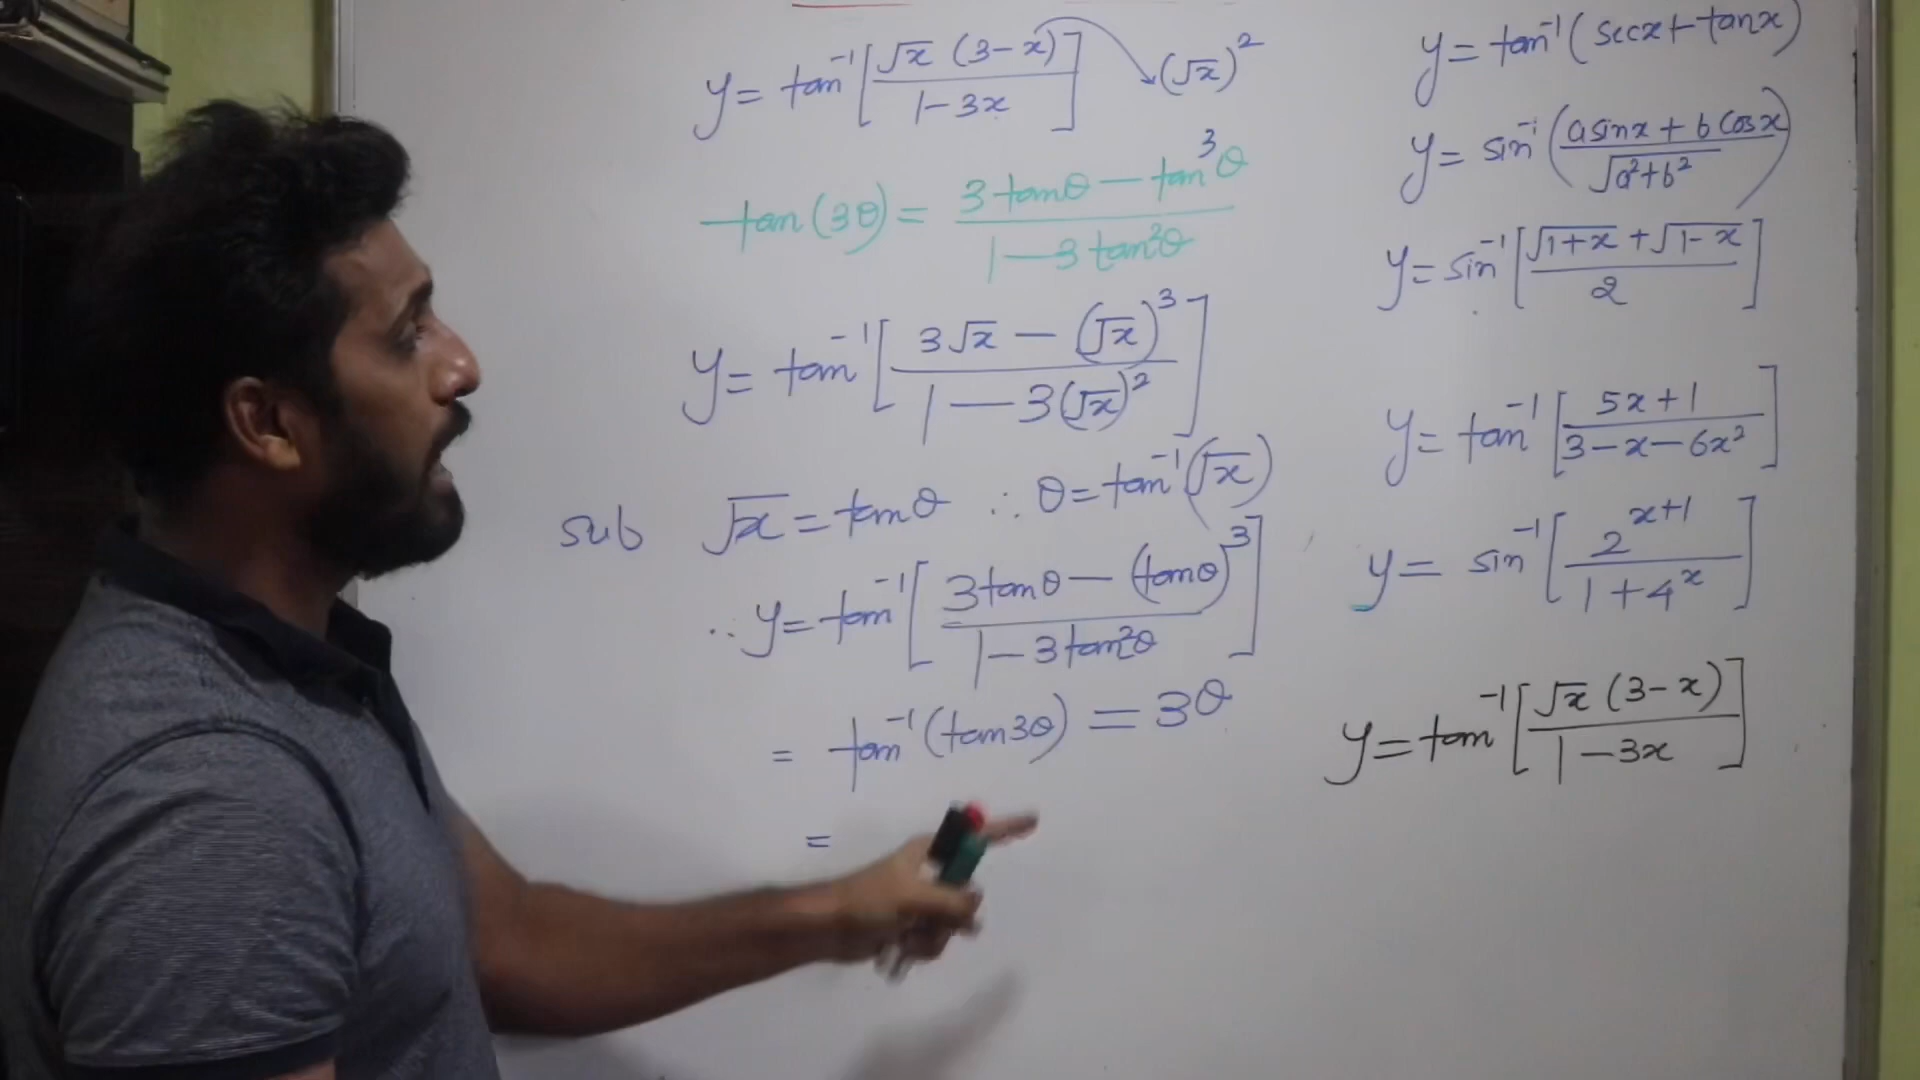 y = tan⁻¹[√x (3-x) / 1-3x] → (√x)²
tan(3θ) = 3tanθ - tan³θ / 1-3tan²θ
y = tan⁻¹[3√x - (√x)³ / 1-3(√x)²]
sub √x = tanθ ∴ θ = tan⁻¹(√x)
∴ y = tan⁻¹[3tanθ - (tanθ)³ / 1-3tan²θ]
= tan⁻¹(tan3θ) = 3θ
=
y = tan⁻¹(secx + tanx)
y = sin⁻¹(asinx + bcosx / √a²+b²)
y = sin⁻¹[√1+x + √1-x / 2]
y = tan⁻¹[5x+1 / 3-x-6x²]
y = sin⁻¹[2ˣ⁺¹ / 1+4ˣ]
y = tan⁻¹[√x (3-x) / 1-3x]